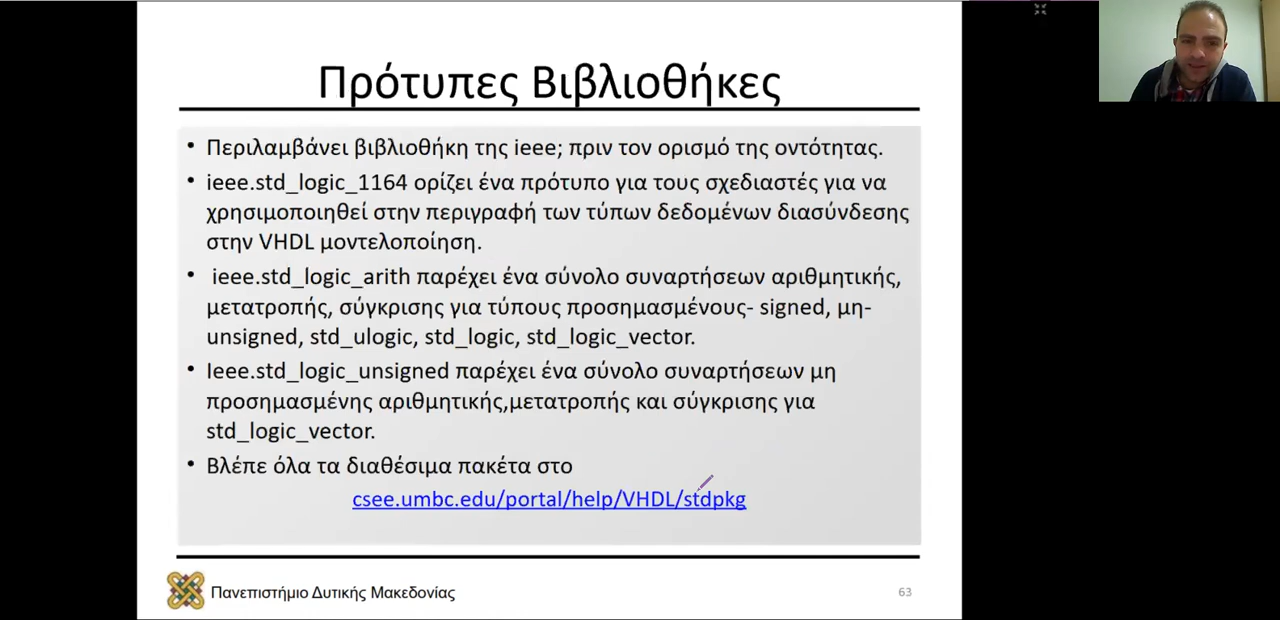 Πρότυπες Βιβλιοθήκες
• Περιλαμβάνει βιβλιοθήκη της ieee; πριν τον ορισμό της οντότητας.
• ieee.std_logic_1164 ορίζει ένα πρότυπο για τους σχεδιαστές για να
χρησιμοποιηθεί στην περιγραφή των τύπων δεδομένων διασύνδεσης
στην VHDL μοντελοποίηση.
• ieee.std_logic_arith παρέχει ένα σύνολο συναρτήσεων αριθμητικής,
μετατροπής, σύγκρισης για τύπους προσημασμένους- signed, μη-
unsigned, std_ulogic, std_logic, std_logic_vector.
• Ieee.std_logic_unsigned παρέχει ένα σύνολο συναρτήσεων μη
προσημασμένης αριθμητικής,μετατροπής και σύγκρισης για
std_logic_vector.
• Βλέπε όλα τα διαθέσιμα πακέτα στο
csee.umbc.edu/portal/help/VHDL/stdpkg
Πανεπιστήμιο Δυτικής Μακεδονίας
63